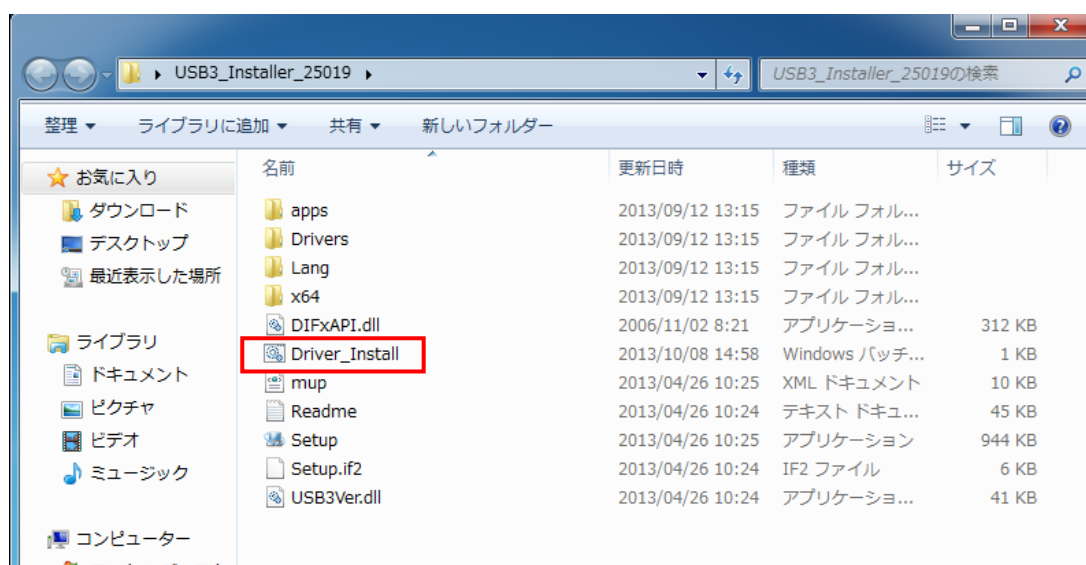 USB3_Installer_25019
USB3_Installer_25019の検索
整理 ライブラリに追加 共有 新しいフォルダー
お気に入り
ダウンロード
デスクトップ
最近表示した場所
ライブラリ
ドキュメント
ピクチャ
ビデオ
ミュージック
コンピューター
名前 更新日時 種類 サイズ
apps 2013/09/12 13:15 ファイル フォル...
Drivers 2013/09/12 13:15 ファイル フォル...
Lang 2013/09/12 13:15 ファイル フォル...
x64 2013/09/12 13:15 ファイル フォル...
DIFxAPI.dll 2006/11/02 8:21 アプリケーショ... 312 KB
Driver_Install 2013/10/08 14:58 Windows バッチ... 1 KB
mup 2013/04/26 10:25 XML ドキュメント 10 KB
Readme 2013/04/26 10:24 テキスト ドキュ... 45 KB
Setup 2013/04/26 10:25 アプリケーション 944 KB
Setup.if2 2013/04/26 10:24 IF2 ファイル 6 KB
USB3Ver.dll 2013/04/26 10:24 アプリケーショ... 41 KB